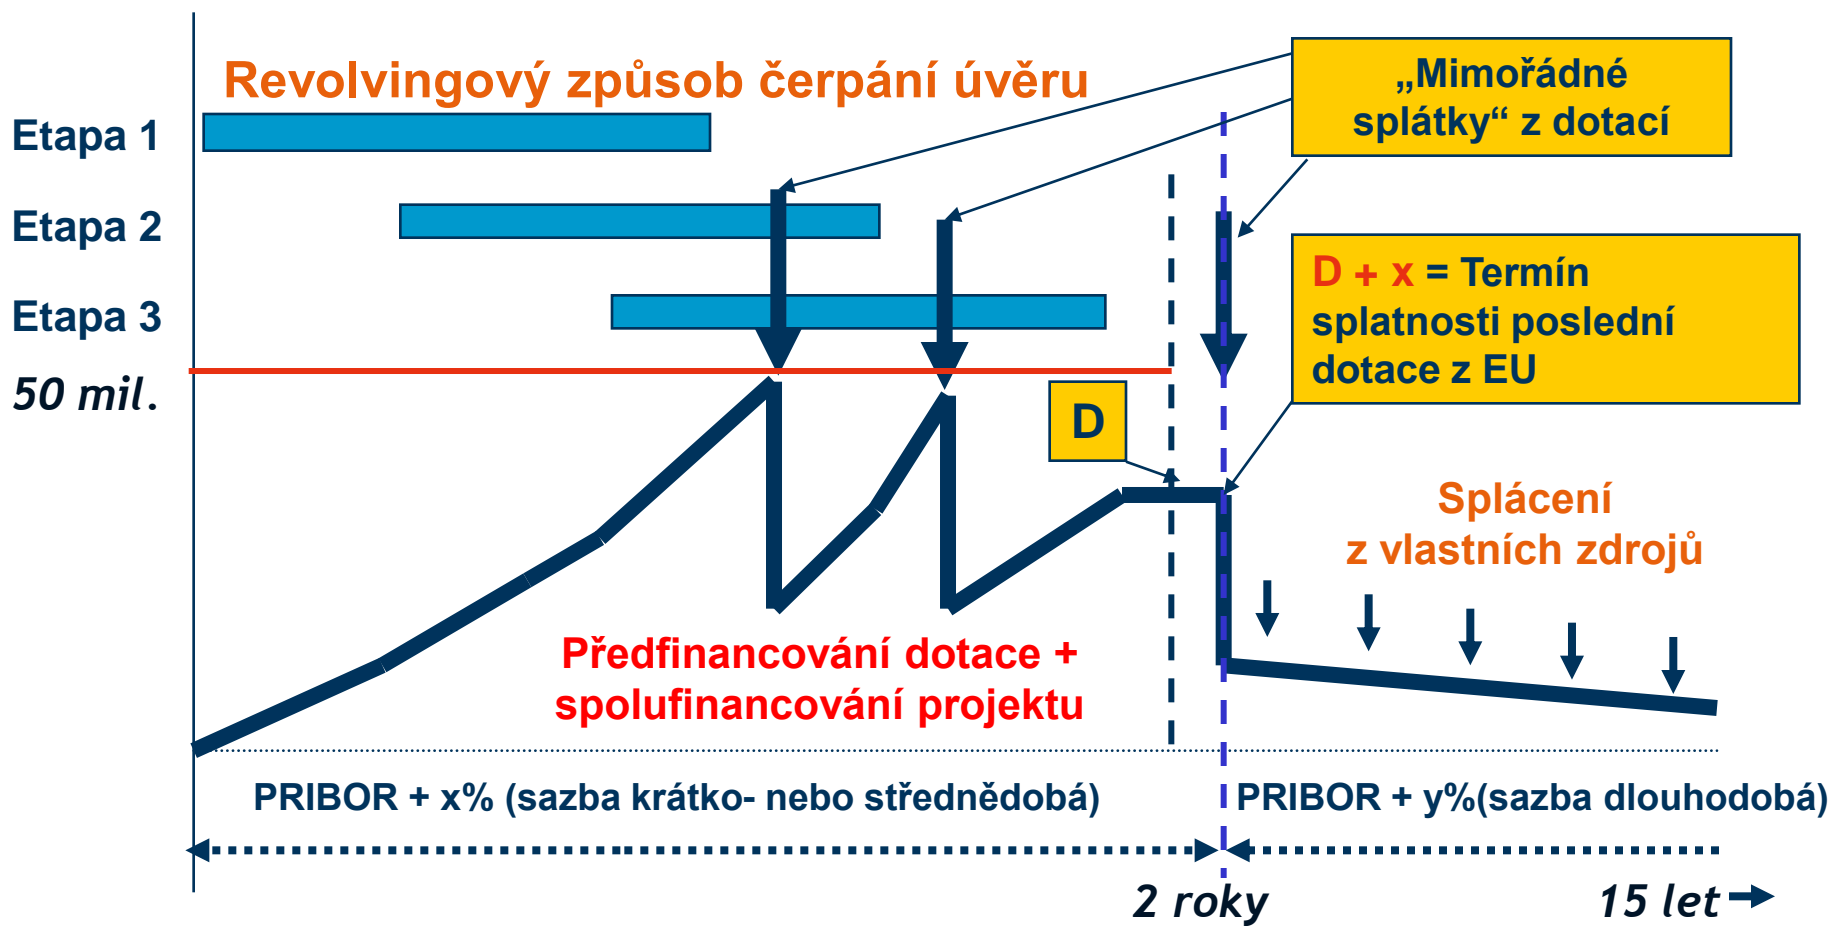 Revolvingový způsob čerpání úvěru
„Mimořádné
splátky“ z dotací
Etapa 1
Etapa 2
Etapa 3
D + x = Termín
splatnosti poslední
dotace z EU
50 mil.
D
Splácení
z vlastních zdrojů
Předfinancování dotace +
spolufinancování projektu
PRIBOR + x% (sazba krátko- nebo střednědobá)
PRIBOR + y%(sazba dlouhodobá)
2 roky
15 let